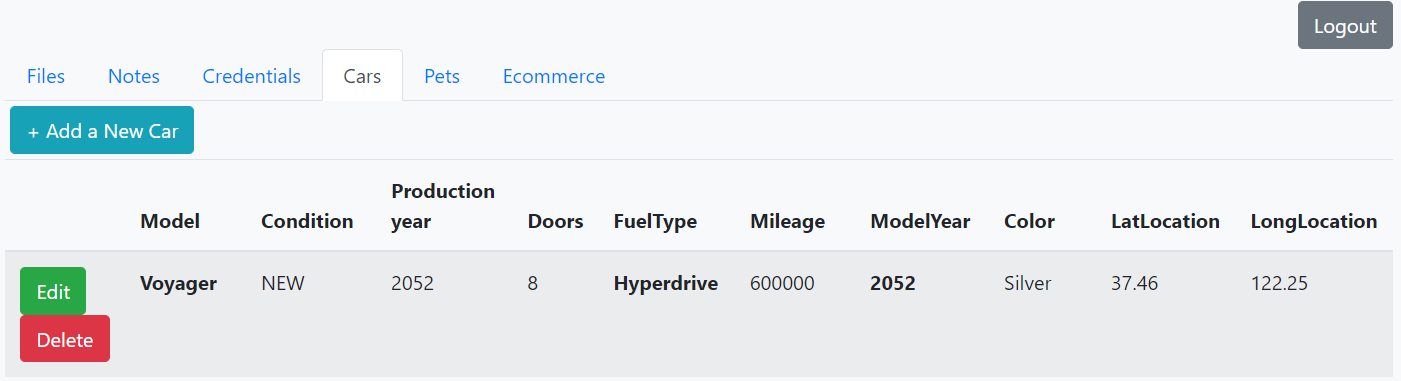 Logout
Files Notes Credentials Cars Pets Ecommerce
+ Add a New Car
Model Condition Production year Doors FuelType Mileage ModelYear Color LatLocation LongLocation
Edit Voyager NEW 2052 8 Hyperdrive 600000 2052 Silver 37.46 122.25
Delete